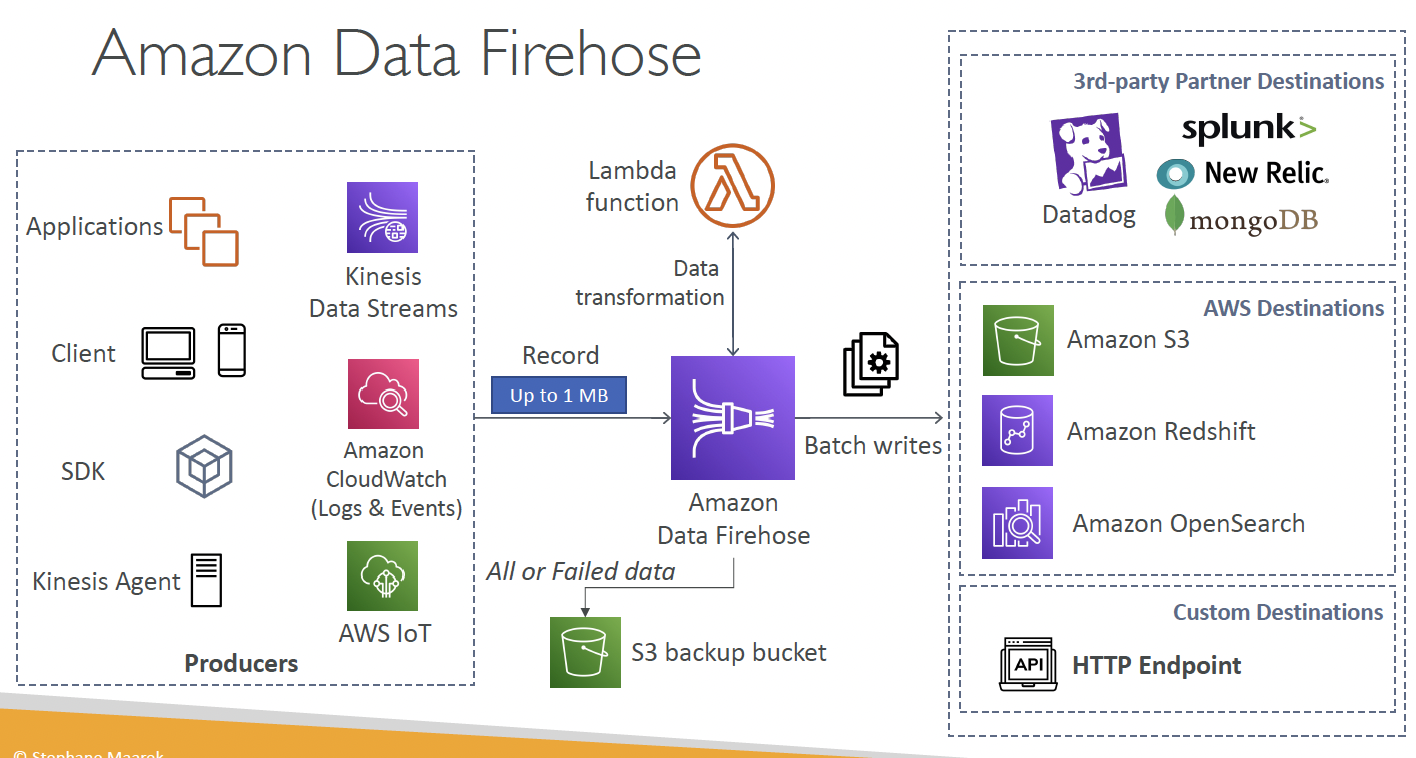 Amazon Data Firehose
Applications
Client
SDK
Kinesis Agent
Kinesis
Data Streams
Amazon
CloudWatch
(Logs & Events)
AWS IoT
Producers
Record
Up to 1 MB
Lambda
function
Data
transformation
Amazon
Data Firehose
All or Failed data
S3 backup bucket
Batch writes
3rd-party Partner Destinations
Datadog
splunk>
New Relic.
mongoDB
AWS Destinations
Amazon S3
Amazon Redshift
Amazon OpenSearch
Custom Destinations
API
HTTP Endpoint
© Stephane Maarek